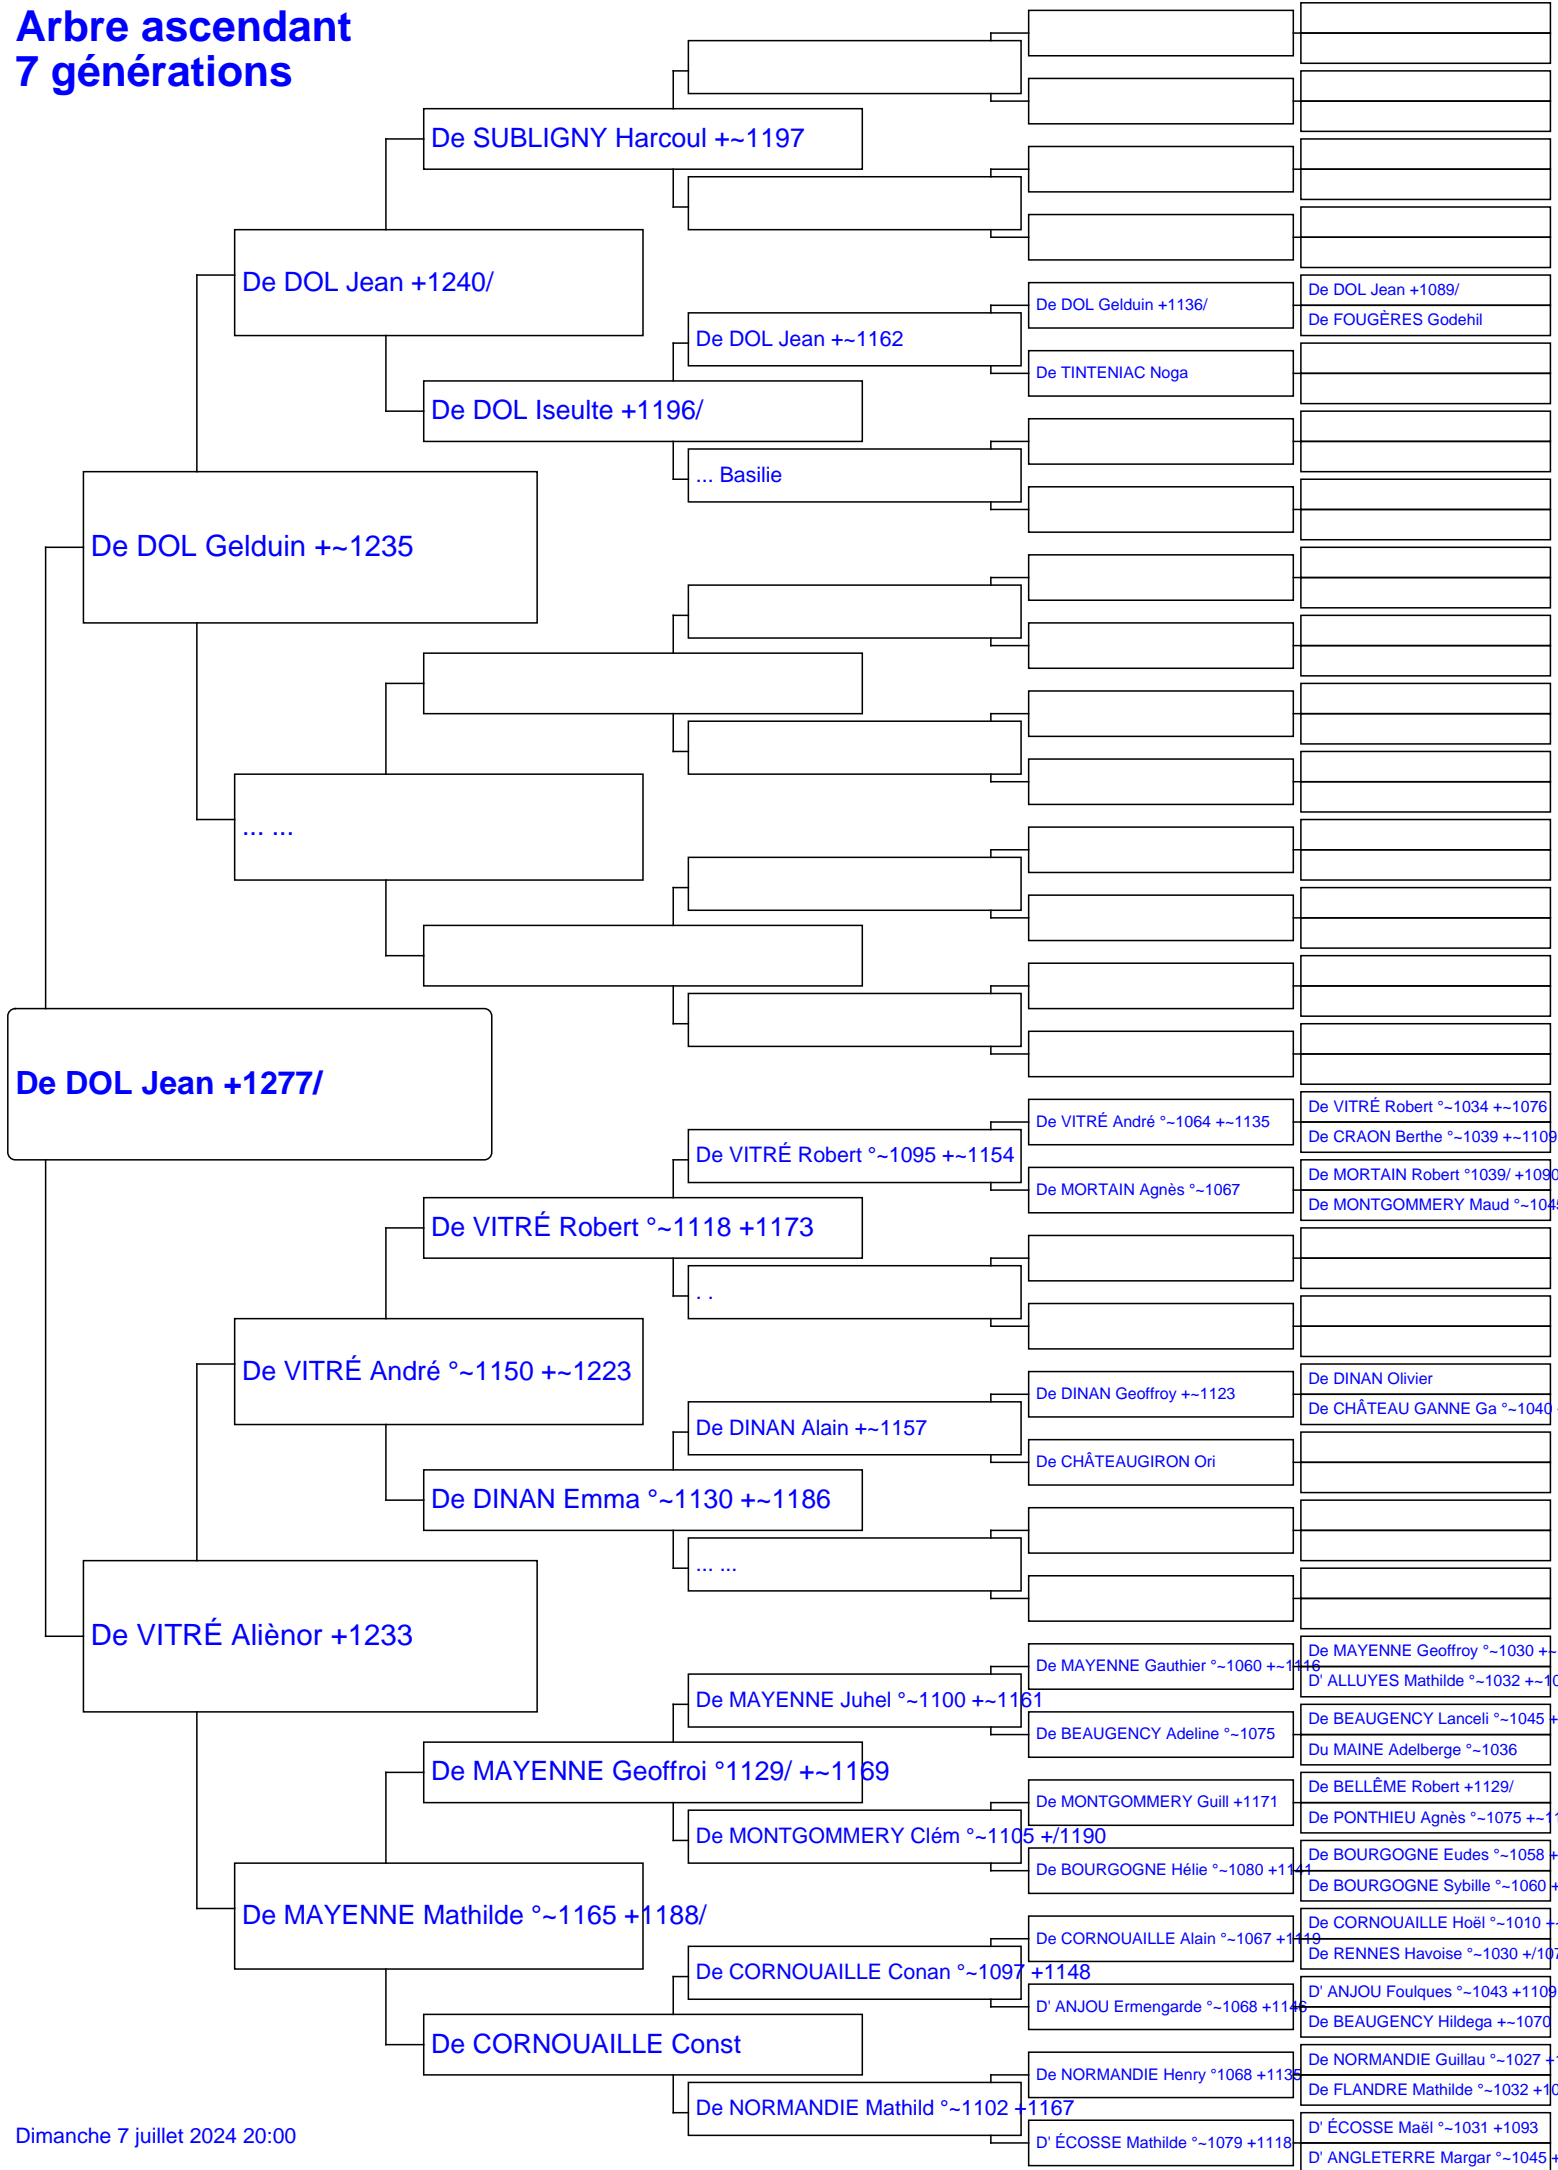 Arbre ascendant
7 générations
De SUBLIGNY Harcoul +~1197
De DOL Jean +1240/
De DOL Gelduin +1136/
De DOL Jean +1089/
De FOUGÈRES Godehil
De DOL Jean +~1162
De TINTENIAC Noga
De DOL Iseulte +1196/
... Basilie
De DOL Gelduin +~1235
... ...
De DOL Jean +1277/
De VITRÉ André °~1064 +~1135
De VITRÉ Robert °~1034 +~1076
De CRAON Berthe °~1039 +~1109
De VITRÉ Robert °~1095 +~1154
De MORTAIN Agnès °~1067
De MORTAIN Robert °1039/ +1090
De MONTGOMMERY Maud °~1045
De VITRÉ Robert °~1118 +1173
. .
De VITRÉ André °~1150 +~1223
De DINAN Geoffroy +~1123
De DINAN Olivier
De CHÂTEAU GANNE Ga °~1040
De DINAN Alain +~1157
De CHÂTEAUGIRON Ori
De DINAN Emma °~1130 +~1186
... ...
De VITRÉ Aliènor +1233
De MAYENNE Gauthier °~1060 +~1116
De MAYENNE Geoffroy °~1030 +~
D' ALLUYES Mathilde °~1032 +~10
De MAYENNE Juhel °~1100 +~1161
De BEAUGENCY Adeline °~1075
De BEAUGENCY Lanceli °~1045 +
Du MAINE Adelberge °~1036
De MAYENNE Geoffroi °1129/ +~1169
De MONTGOMMERY Guill +1171
De BELLÊME Robert +1129/
De PONTHIEU Agnès °~1075 +~11
De MONTGOMMERY Clém °~1105 +/1190
De BOURGOGNE Hélie °~1080 +1141
De BOURGOGNE Eudes °~1058 +
De BOURGOGNE Sybille °~1060 +
De MAYENNE Mathilde °~1165 +1188/
De CORNOUAILLE Alain °~1067 +1119
De CORNOUAILLE Hoël °~1010 +~
De RENNES Havoise °~1030 +/107
De CORNOUAILLE Conan °~1097 +1148
D' ANJOU Ermengarde °~1068 +1146
D' ANJOU Foulques °~1043 +1109
De BEAUGENCY Hildega +~1070
De CORNOUAILLE Const
De NORMANDIE Henry °1068 +1135
De NORMANDIE Guillau °~1027 +1
De FLANDRE Mathilde °~1032 +10
De NORMANDIE Mathild °~1102 +1167
D' ÉCOSSE Mathilde °~1079 +1118
D' ÉCOSSE Maël °~1031 +1093
D' ANGLETERRE Margar °~1045 +
Dimanche 7 juillet 2024 20:00